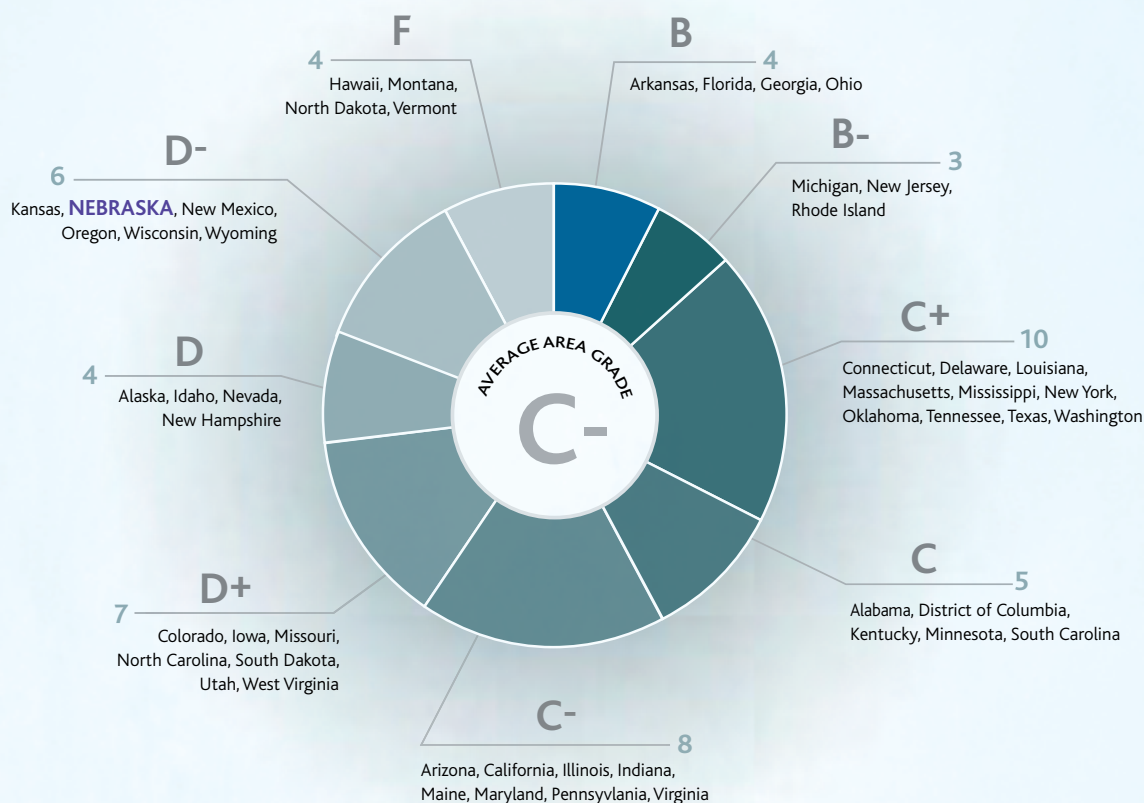 F
4
Hawaii, Montana,
North Dakota, Vermont
B
4
Arkansas, Florida, Georgia, Ohio
B-
3
Michigan, New Jersey,
Rhode Island
C+
10
Connecticut, Delaware, Louisiana,
Massachusetts, Mississippi, New York,
Oklahoma, Tennessee, Texas, Washington
C
5
Alabama, District of Columbia,
Kentucky, Minnesota, South Carolina
C-
8
Arizona, California, Illinois, Indiana,
Maine, Maryland, Pennsyvlania, Virginia
D+
7
Colorado, Iowa, Missouri,
North Carolina, South Dakota,
Utah, West Virginia
D
4
Alaska, Idaho, Nevada,
New Hampshire
D-
6
Kansas, NEBRASKA, New Mexico,
Oregon, Wisconsin, Wyoming
AVERAGE AREA GRADE
C-